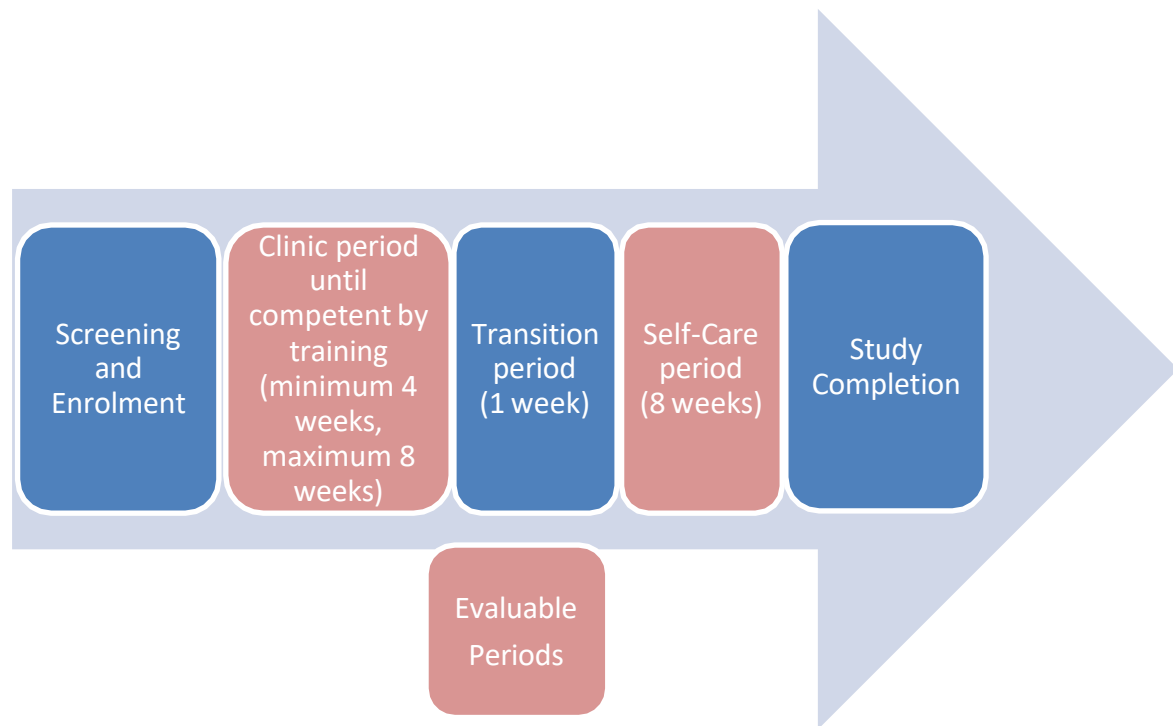 Screening
and
Enrolment
Clinic period
until
competent by
training
(minimum 4
weeks,
maximum 8
weeks)
Transition
period
(1 week)
Self-Care
period
(8 weeks)
Study
Completion
Evaluable
Periods